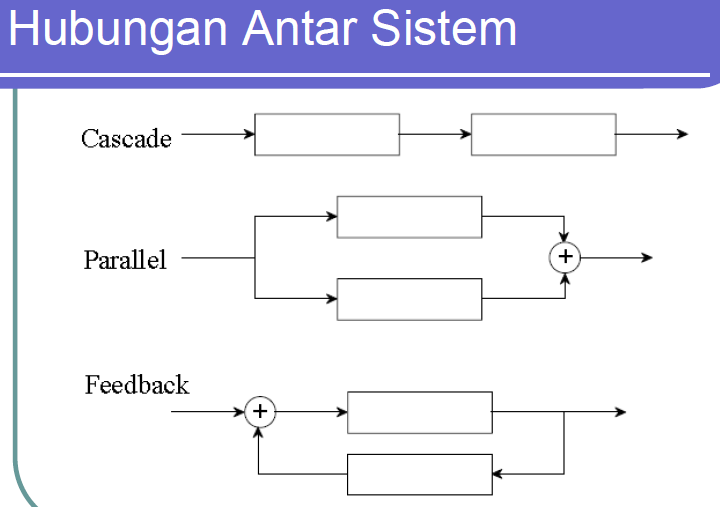 Hubungan Antar Sistem
Cascade
Parallel
+
Feedback
+